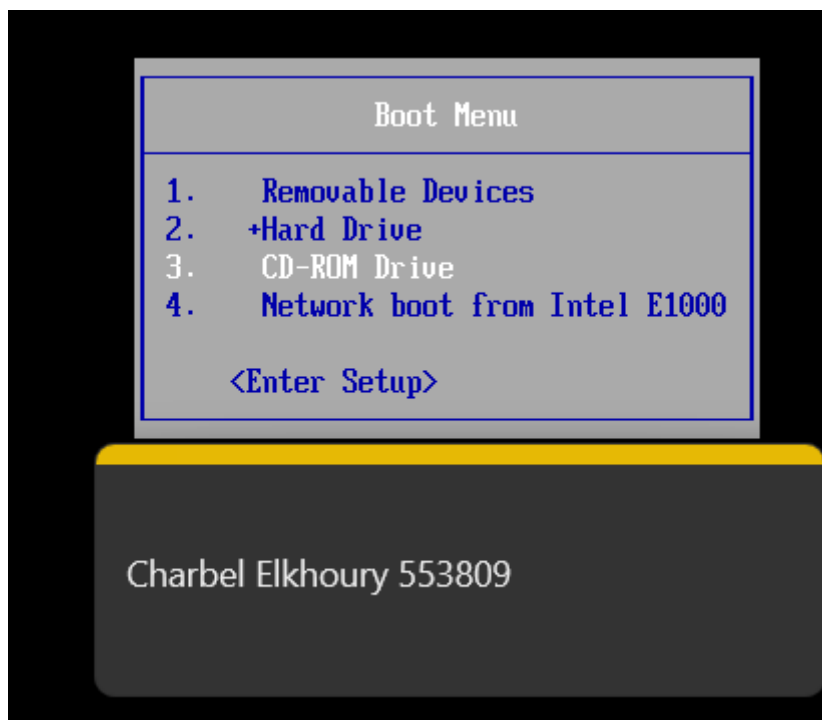 Boot Menu
1. Removable Devices
2. +Hard Drive
3. CD-ROM Drive
4. Network boot from Intel E1000
<Enter Setup>
Charbel Elkhoury 553809